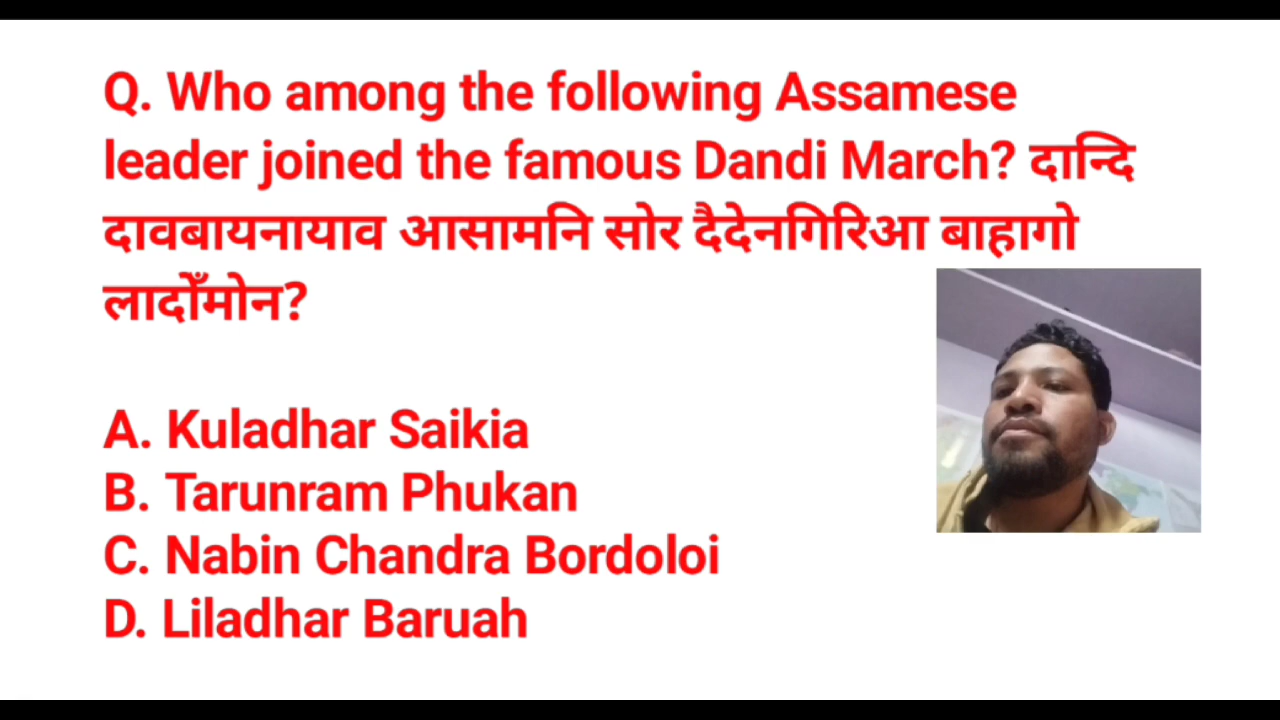 Q. Who among the following Assamese
leader joined the famous Dandi March? दान्दि
दावबायनायाव आसामनि सोर दैदेनगिरिआ बाहागो
लादोँमोन?
A. Kuladhar Saikia
B. Tarunram Phukan
C. Nabin Chandra Bordoloi
D. Liladhar Baruah